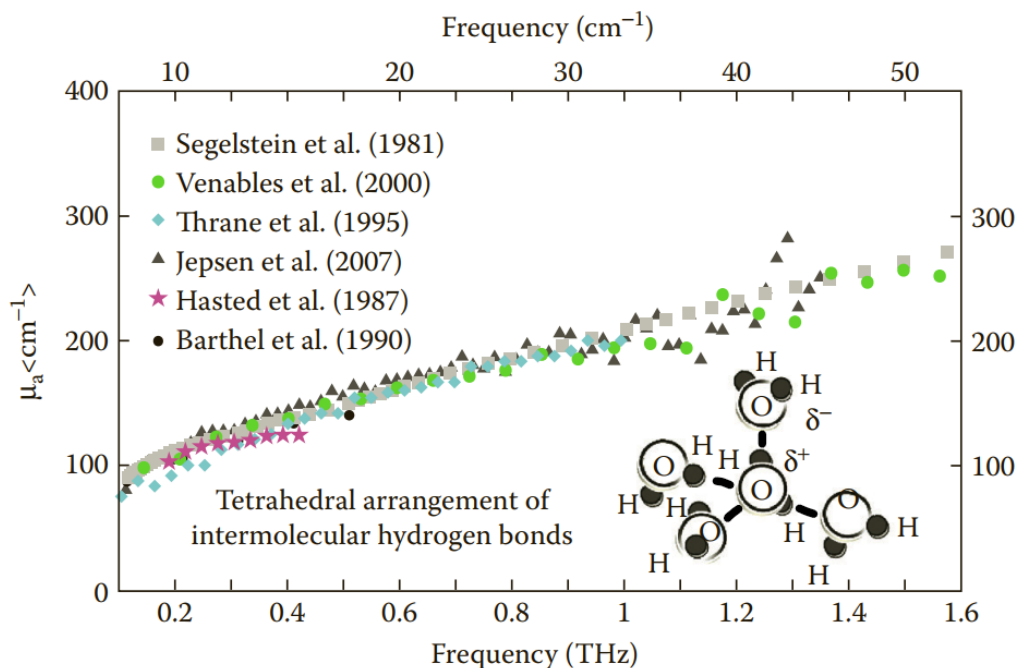 Frequency (cm⁻¹)
10 20 30 40 50
400
300
200
100
0
300
200
100
μₐ<cm⁻¹>
Segelstein et al. (1981)
Venables et al. (2000)
Thrane et al. (1995)
Jepsen et al. (2007)
Hasted et al. (1987)
Barthel et al. (1990)
Tetrahedral arrangement of
intermolecular hydrogen bonds
H H
O δ⁻
H H δ⁺
O O O
H H H H
O H
H H
0.2 0.4 0.6 0.8 1 1.2 1.4 1.6
Frequency (THz)